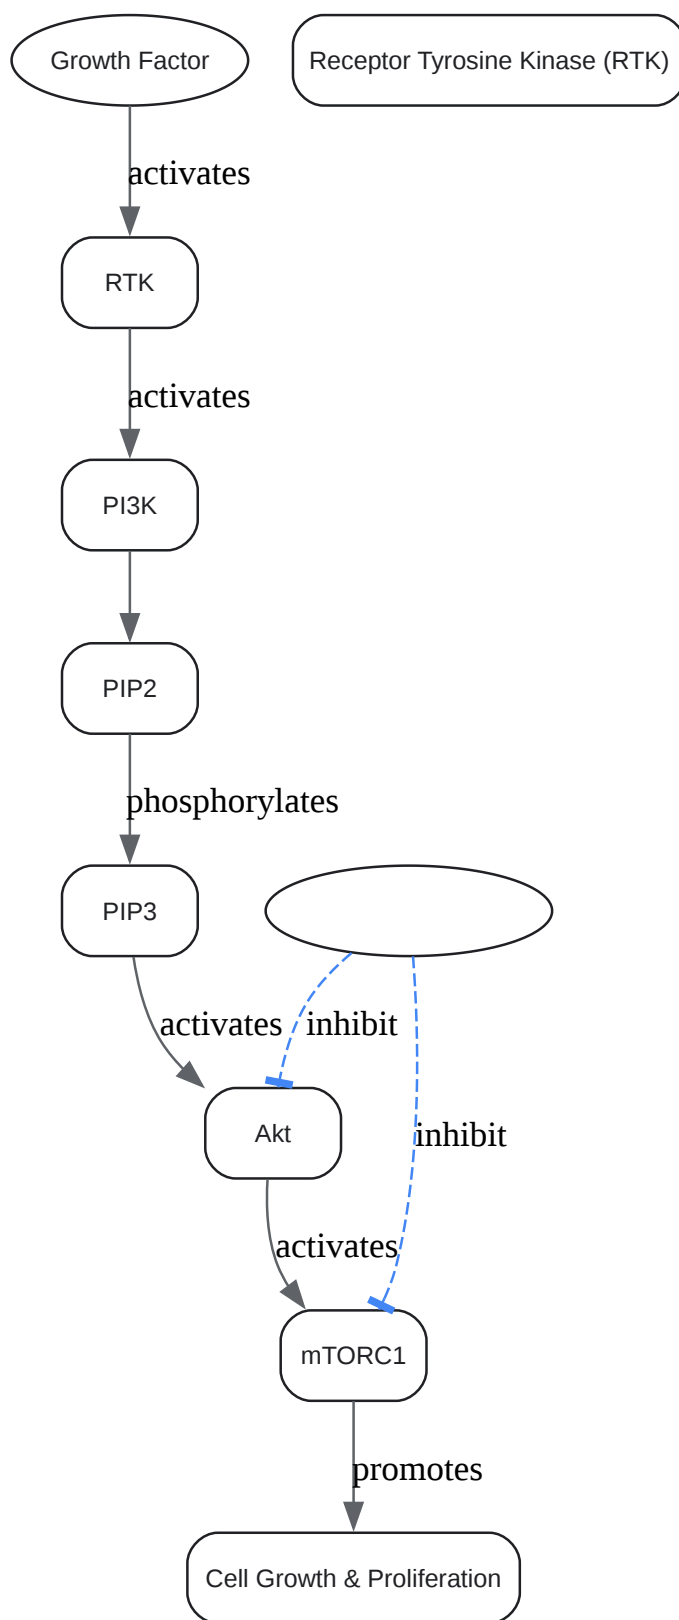 Growth Factor
Receptor Tyrosine Kinase (RTK)
activates
RTK
activates
PI3K
PIP2
phosphorylates
PIP3
activates
inhibit
Akt
inhibit
activates
mTORC1
promotes
Cell Growth & Proliferation